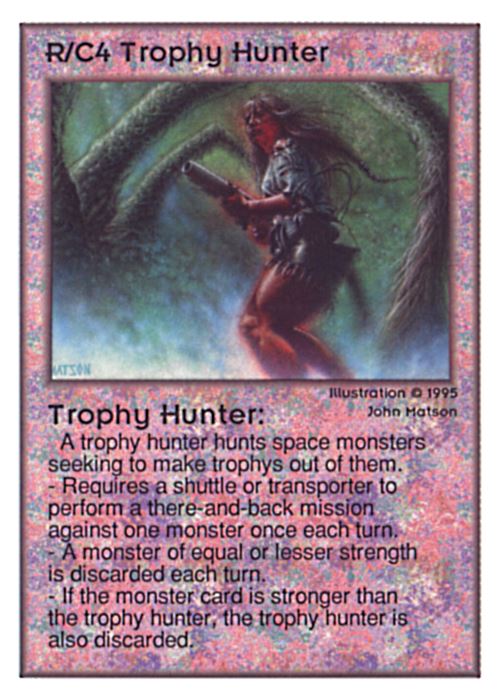 R/C4 Trophy Hunter
MATSON
Illustration © 1995
John Matson
Trophy Hunter:
A trophy hunter hunts space monsters
seeking to make trophys out of them.
- Requires a shuttle or transporter to
perform a there-and-back mission
against one monster once each turn.
- A monster of equal or lesser strength
is discarded each turn.
- If the monster card is stronger than
the trophy hunter, the trophy hunter is
also discarded.